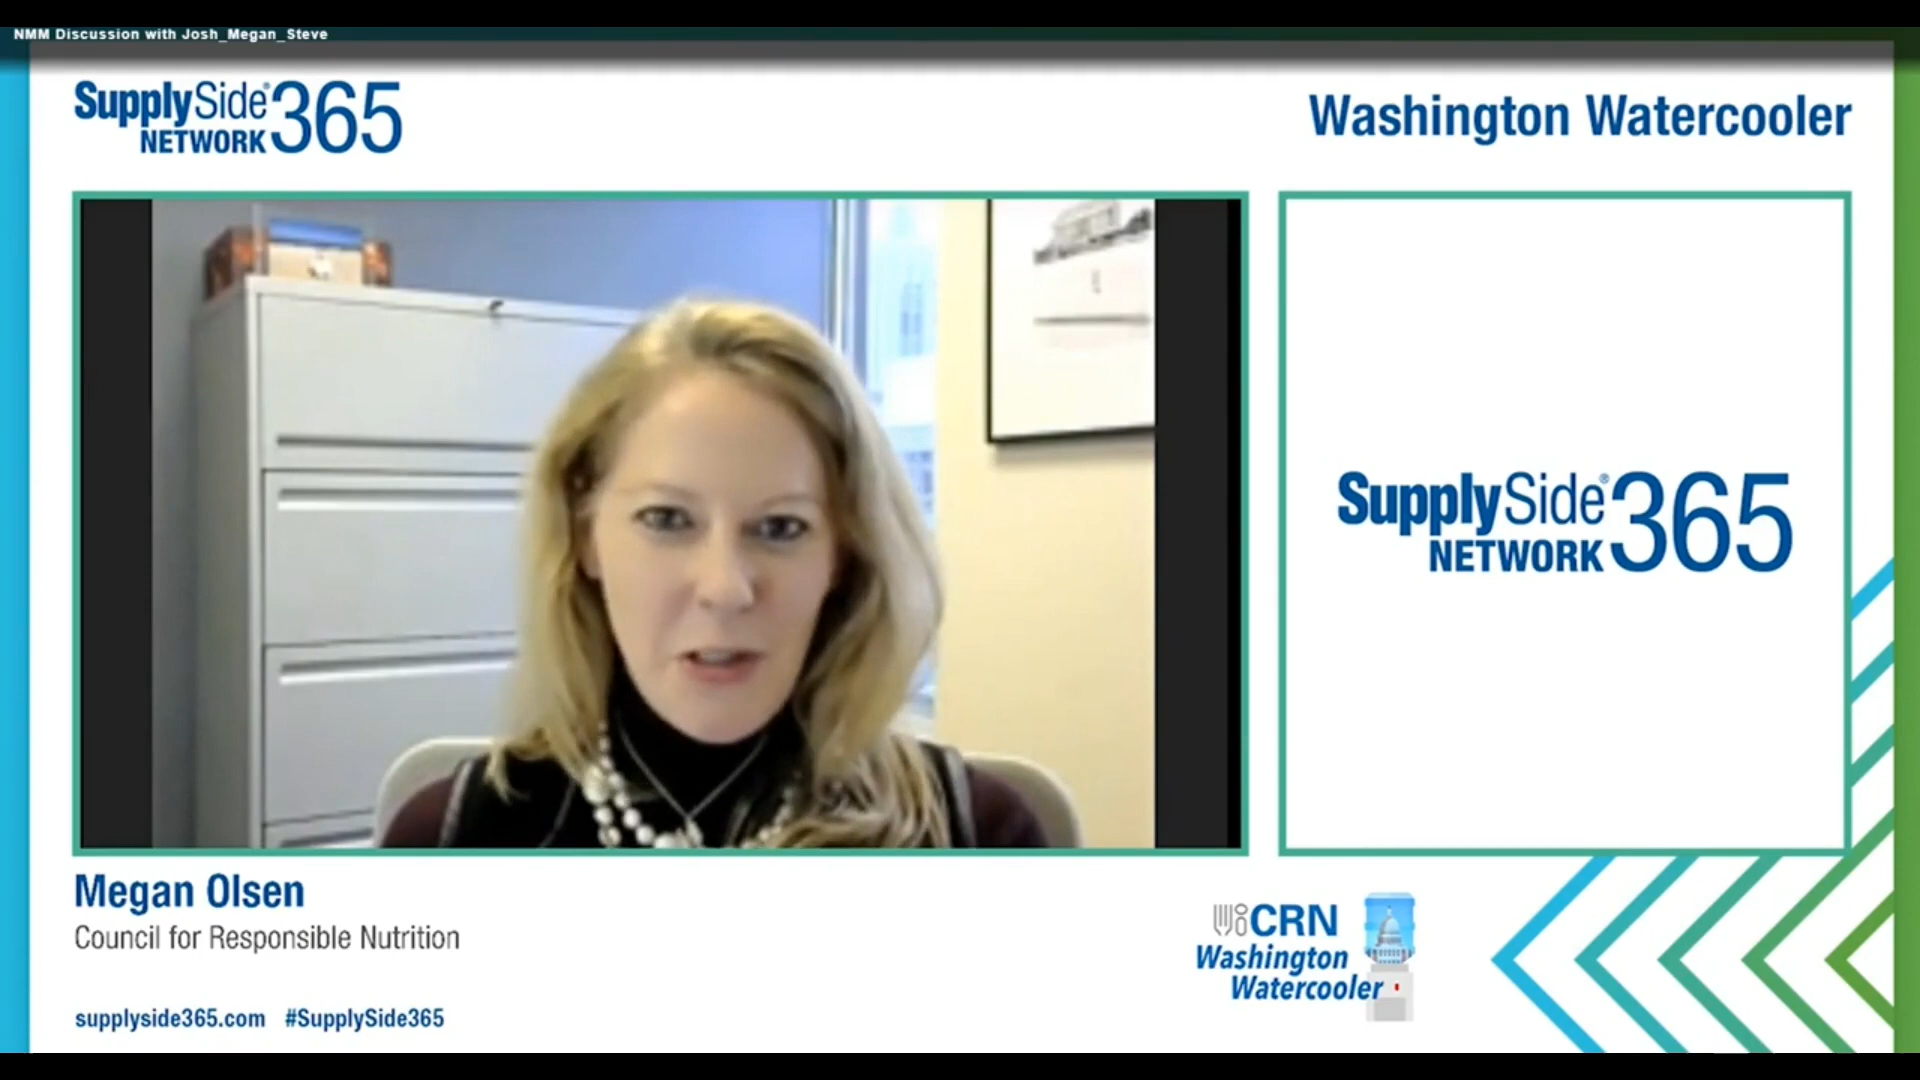 NMM Discussion with Josh_Megan_Steve
SupplySide® 365
NETWORK
Washington Watercooler
SupplySide® 365
NETWORK
Megan Olsen
Council for Responsible Nutrition
CRN
Washington
Watercooler
supplyside365.com #SupplySide365